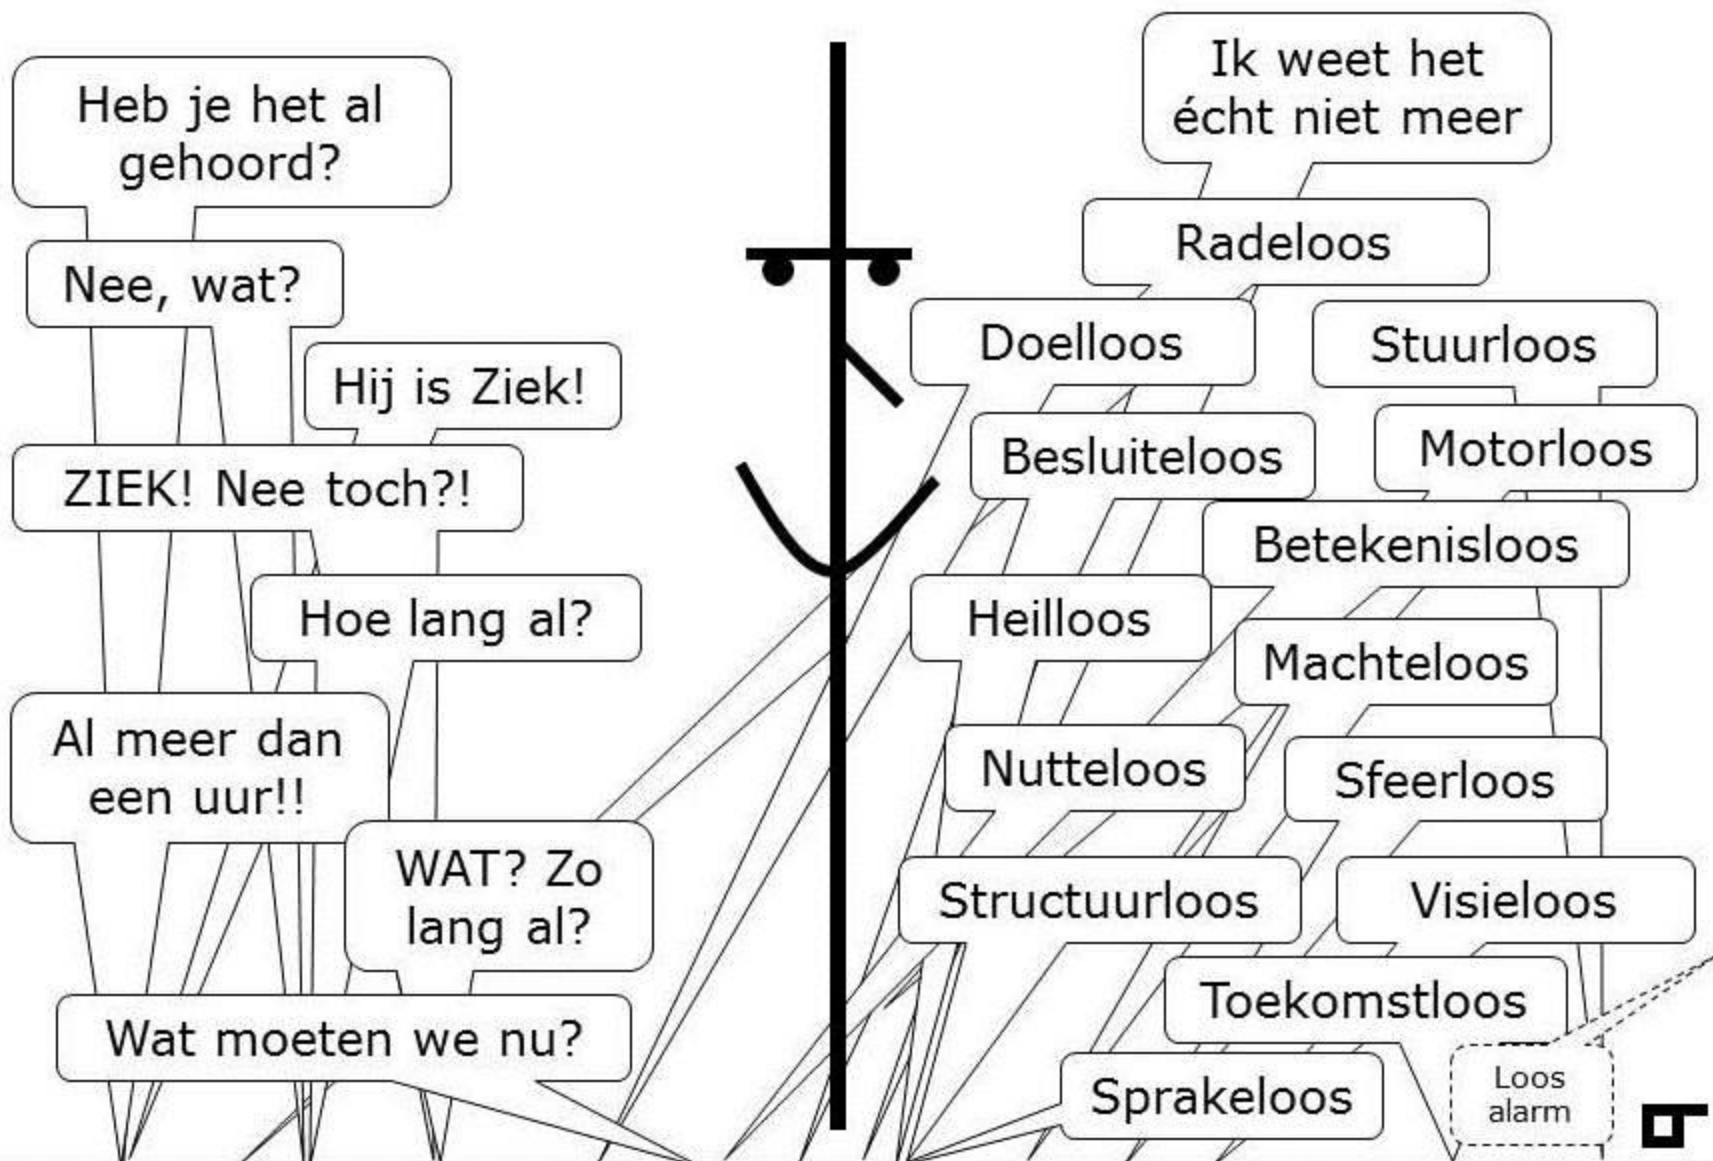 Heb je het al
gehoord?
Nee, wat?
Hij is Ziek!
ZIEK! Nee toch?!
Hoe lang al?
Al meer dan
een uur!!
WAT? Zo
lang al?
Wat moeten we nu?
Ik weet het
écht niet meer
Radeloos
Doelloos
Stuurloos
Besluiteloos
Motorloos
Betekenisloos
Heilloos
Machteloos
Nutteloos
Sfeerloos
Structuurloos
Visieloos
Toekomstloos
Sprakeloos
Loos
alarm